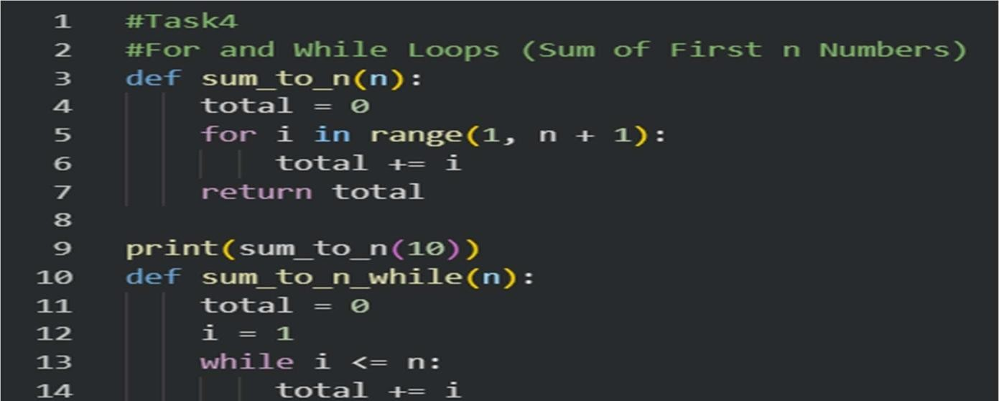 1 #Task4
2 #For and While Loops (Sum of First n Numbers)
3 def sum_to_n(n):
4 total = 0
5 for i in range(1, n + 1):
6 total += i
7 return total
8
9 print(sum_to_n(10))
10 def sum_to_n_while(n):
11 total = 0
12 i = 1
13 while i <= n:
14 total += i